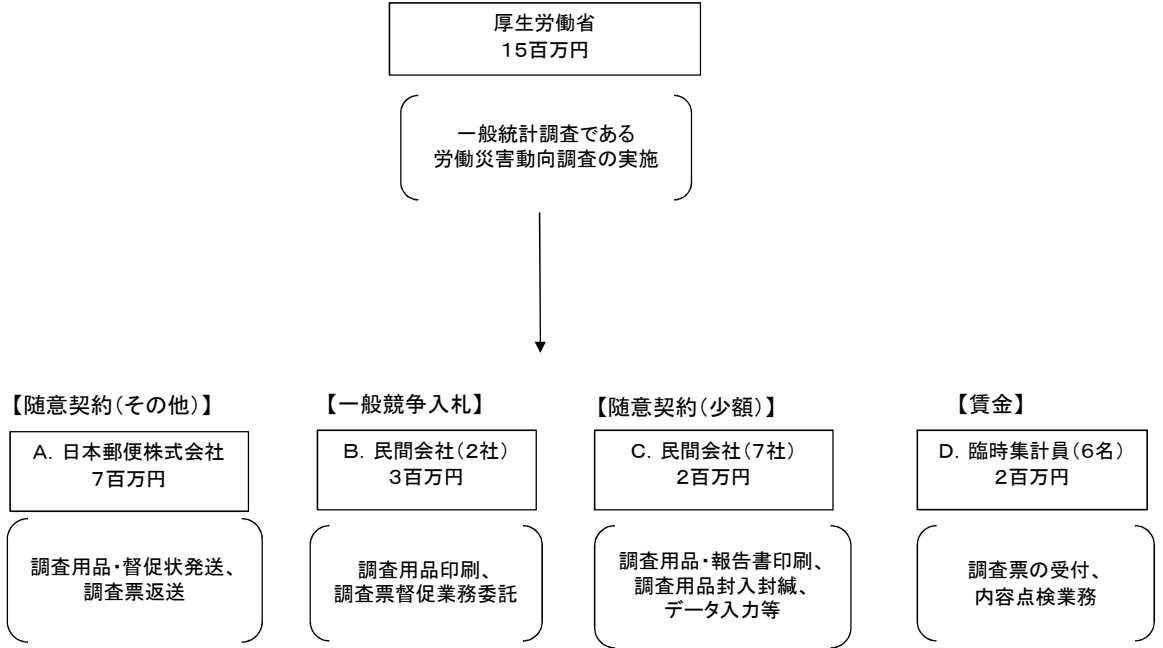 厚生労働省
15百万円
一般統計調査である
労働災害動向調査の実施
【随意契約(その他)】
A. 日本郵便株式会社
7百万円
調査用品・督促状発送、
調査票返送
【一般競争入札】
B. 民間会社(2社)
3百万円
調査用品印刷、
調査票督促業務委託
【随意契約(少額)】
C. 民間会社(7社)
2百万円
調査用品・報告書印刷、
調査用品封入封緘、
データ入力等
【賃金】
D. 臨時集計員(6名)
2百万円
調査票の受付、
内容点検業務